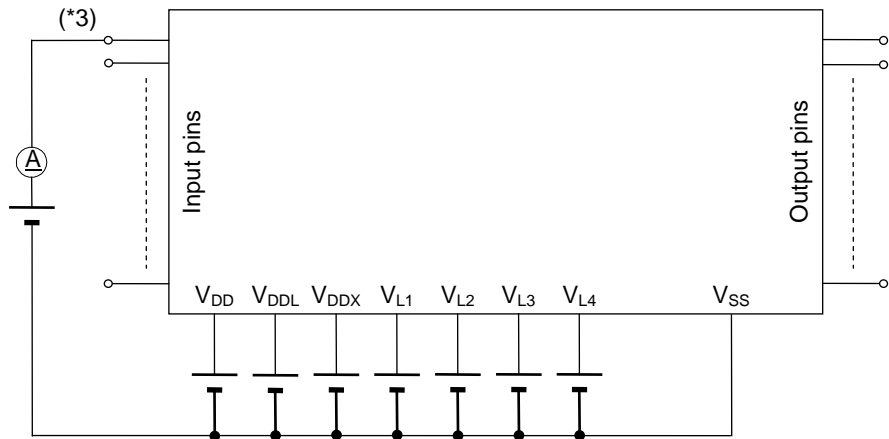 (*3)
A
Input pins
Output pins
VDD VDDL VDDX VL1 VL2 VL3 VL4 VSS